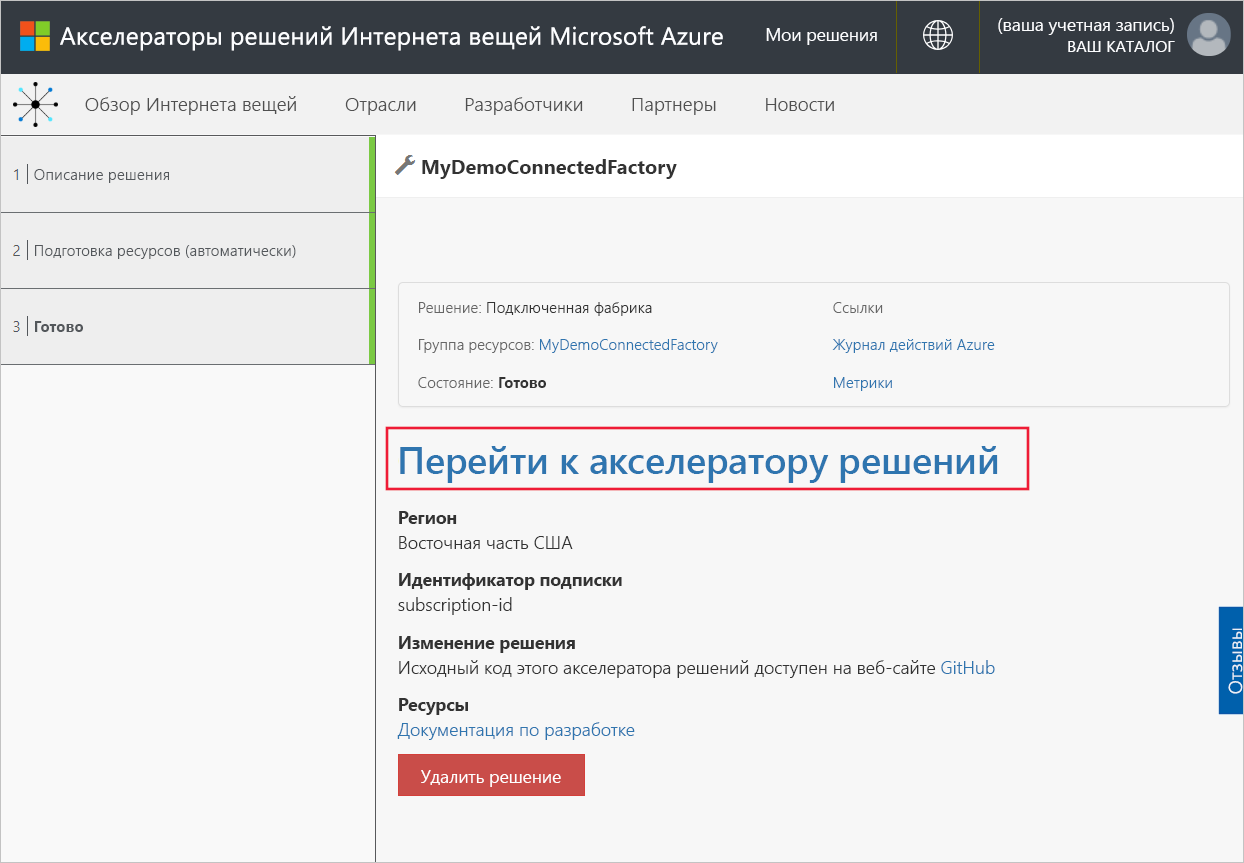 Акселераторы решений Интернета вещей Microsoft Azure
Мои решения
(ваша учетная запись)
ВАШ КАТАЛОГ
Обзор Интернета вещей
Отрасли
Разработчики
Партнеры
Новости
1 Описание решения
2 Подготовка ресурсов (автоматически)
3 Готово
MyDemoConnectedFactory
Решение: Подключенная фабрика
Ссылки
Группа ресурсов: MyDemoConnectedFactory
Журнал действий Azure
Состояние: Готово
Метрики
Перейти к акселератору решений
Регион
Восточная часть США
Идентификатор подписки
subscription-id
Изменение решения
Исходный код этого акселератора решений доступен на веб-сайте GitHub
Ресурсы
Документация по разработке
Удалить решение
Отзывы